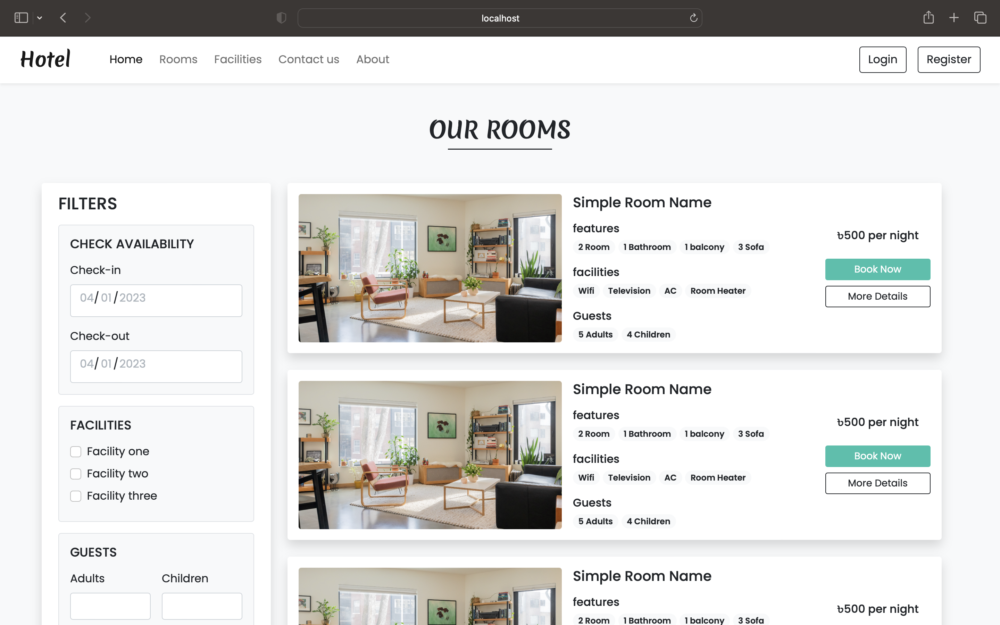 localhost
Hotel Home Rooms Facilities Contact us About Login Register
OUR ROOMS
FILTERS
CHECK AVAILABILITY
Check-in
04/01/2023
Check-out
04/01/2023
FACILITIES
Facility one
Facility two
Facility three
GUESTS
Adults Children
Simple Room Name
features
2 Room 1 Bathroom 1 balcony 3 Sofa
facilities
Wifi Television AC Room Heater
Guests
5 Adults 4 Children
৳500 per night
Book Now
More Details
Simple Room Name
features
2 Room 1 Bathroom 1 balcony 3 Sofa
facilities
Wifi Television AC Room Heater
Guests
5 Adults 4 Children
৳500 per night
Book Now
More Details
Simple Room Name
features
2 Room 1 Bathroom 1 balcony 3 Sofa
৳500 per night